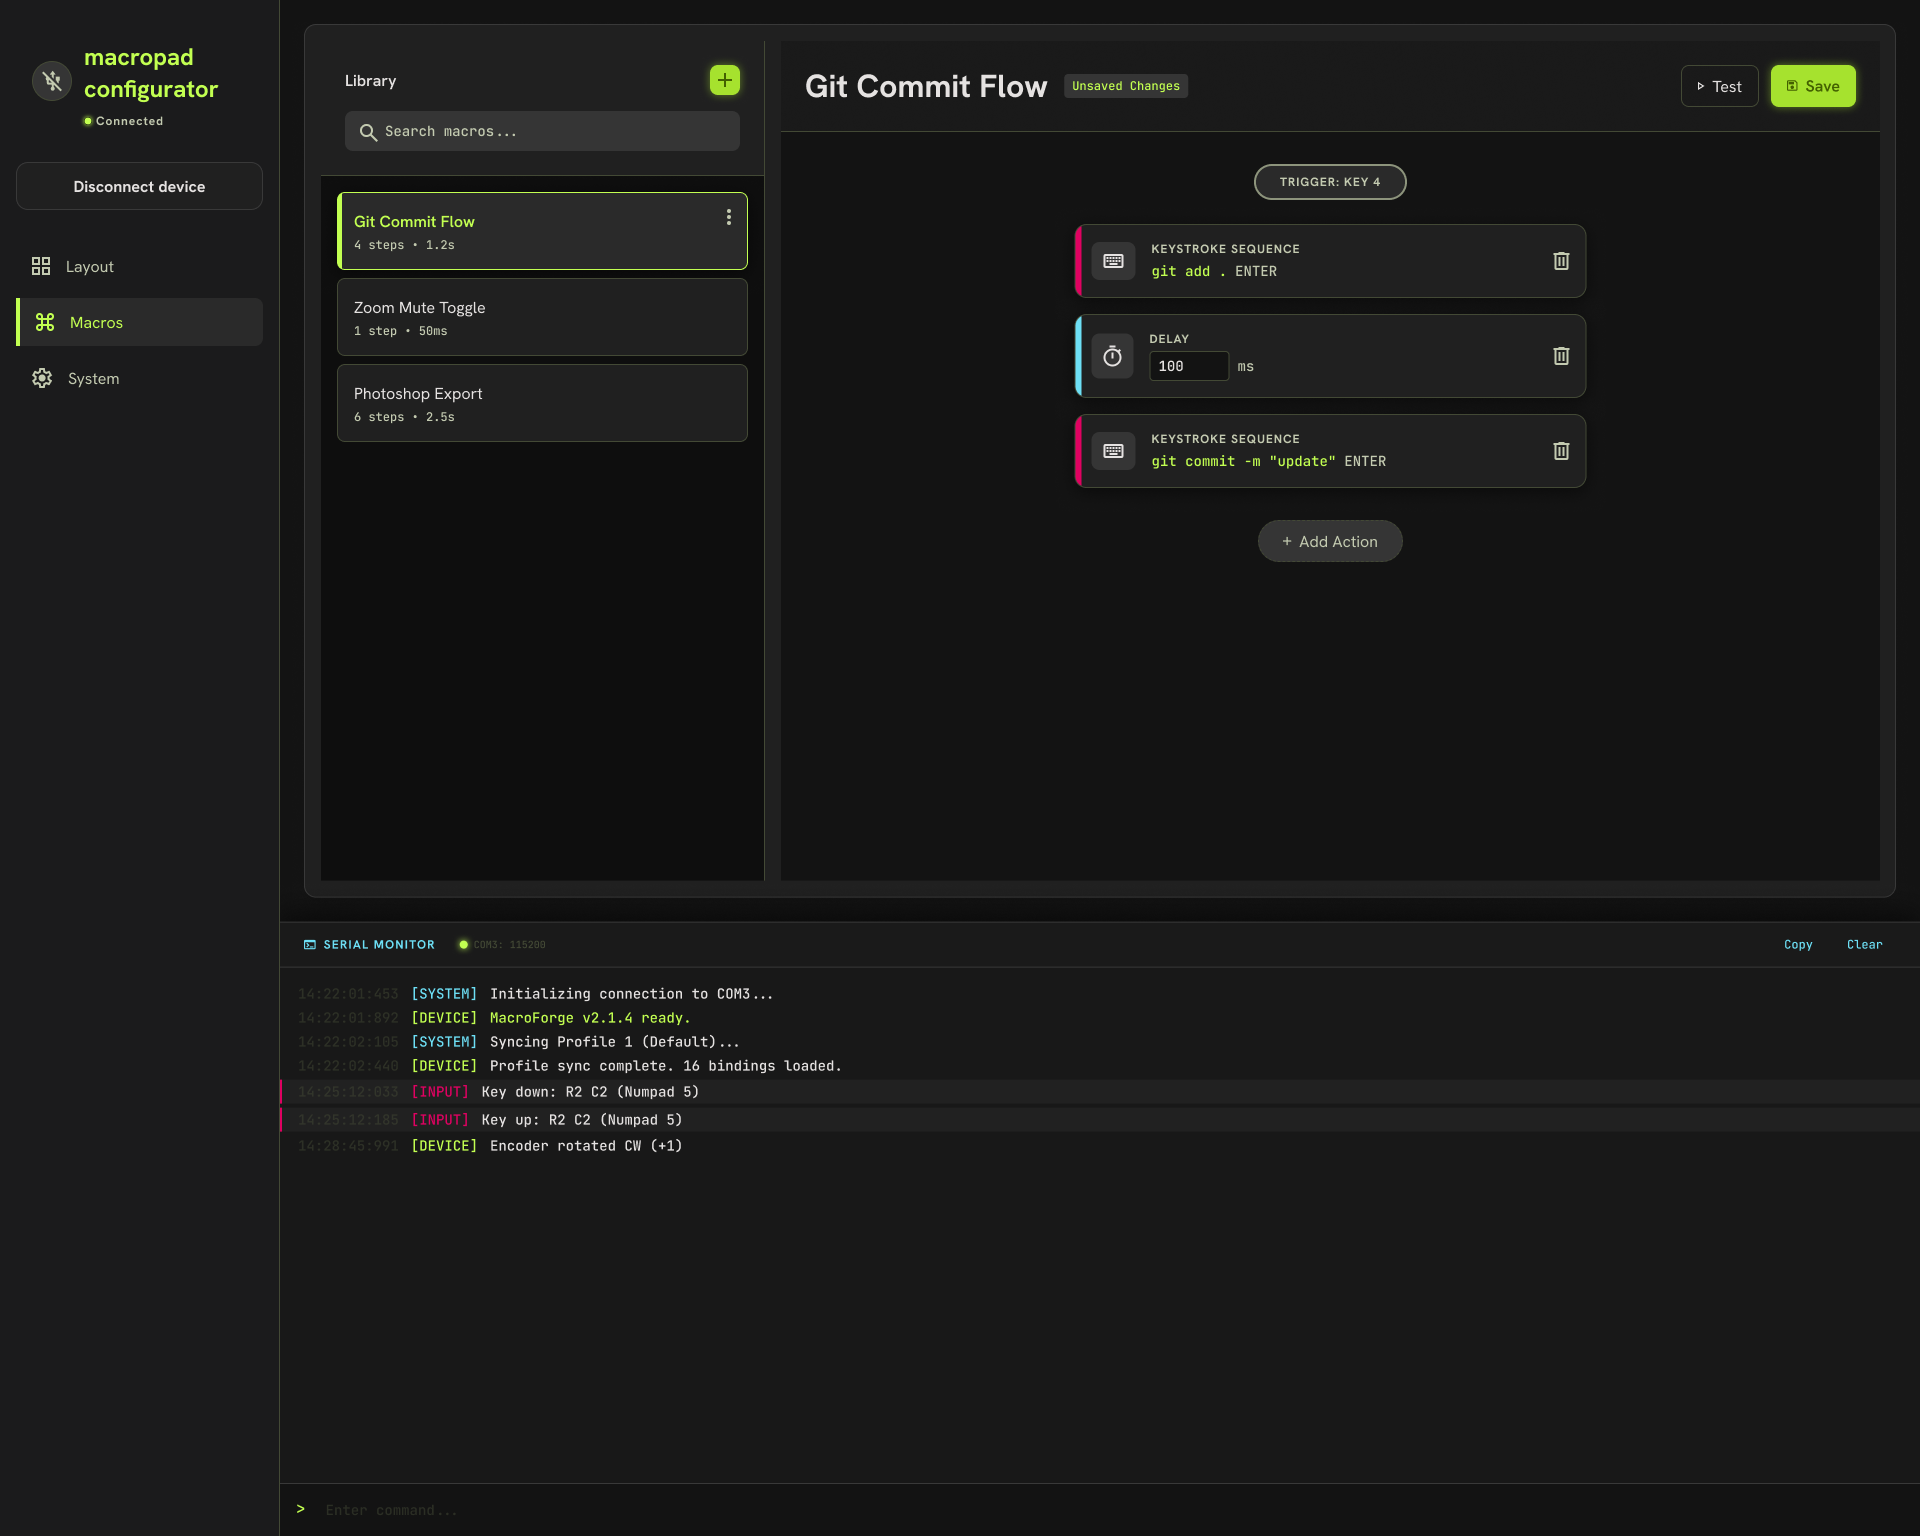 macropad
configurator
Connected
Disconnect device
Layout
Macros
System
Library
Search macros...
Git Commit Flow
4 steps • 1.2s
Zoom Mute Toggle
1 step • 50ms
Photoshop Export
6 steps • 2.5s
Git Commit Flow
Unsaved Changes
Test
Save
TRIGGER: KEY 4
KEYSTROKE SEQUENCE
git add . ENTER
DELAY
100 ms
KEYSTROKE SEQUENCE
git commit -m "update" ENTER
+ Add Action
SERIAL MONITOR
COM3: 115200
Copy
Clear
14:22:01:453 [SYSTEM] Initializing connection to COM3...
14:22:01:892 [DEVICE] MacroForge v2.1.4 ready.
14:22:02:105 [SYSTEM] Syncing Profile 1 (Default)...
14:22:02:440 [DEVICE] Profile sync complete. 16 bindings loaded.
14:25:12:033 [INPUT] Key down: R2 C2 (Numpad 5)
14:25:12:185 [INPUT] Key up: R2 C2 (Numpad 5)
14:28:45:991 [DEVICE] Encoder rotated CW (+1)
> Enter command...